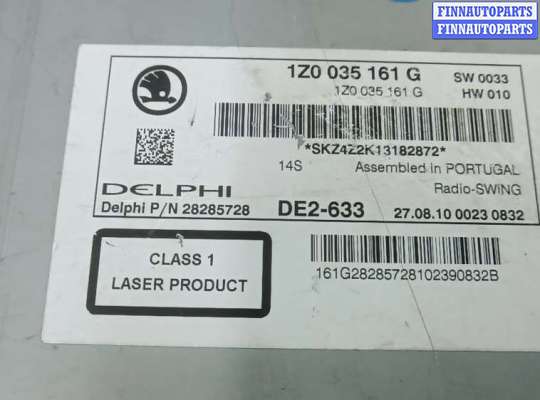 FINNAUTOPARTS
FINNAUTOPARTS
1Z0 035 161 G SW 0033
1Z0 035 161 G HW 010
*SKZ4Z2K13182872*
14S Assembled in PORTUGAL
Radio-SWING
DELPHI
Delphi P/N 28285728 DE2-633 27.08.10 0023 0832
CLASS 1
LASER PRODUCT
161G28285728102390832B